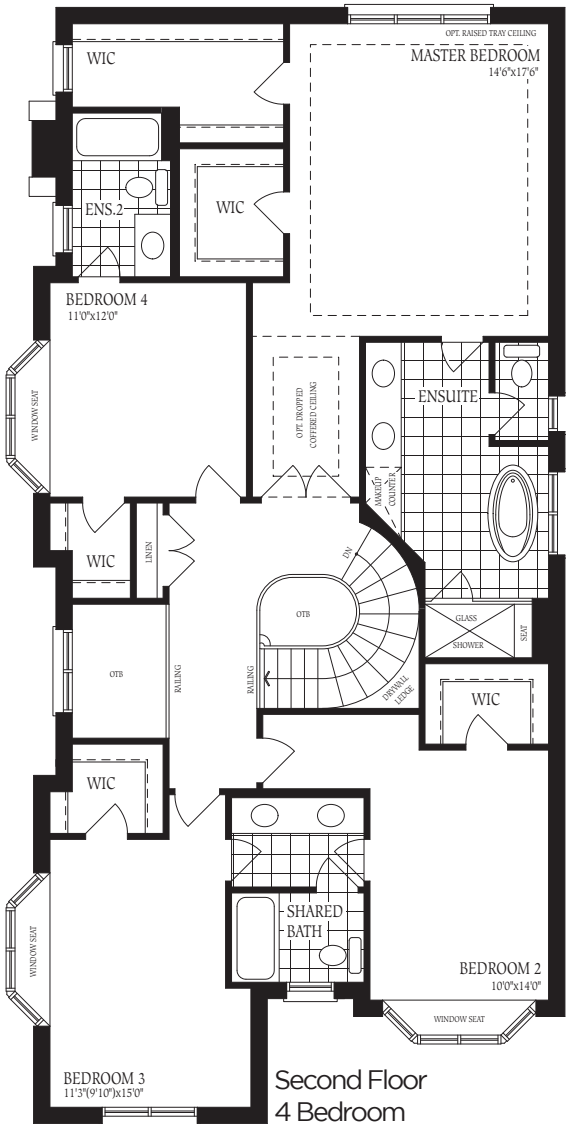 OPT. RAISED TRAY CEILING
WIC
MASTER BEDROOM
14'6"x17'6"
WIC
ENS.2
BEDROOM 4
11'0"x12'0"
WINDOW SEAT
OPT. DROPPED
COFFERED CEILING
ENSUITE
MAKEUP
COUNTER
WIC
LINEN
DN
OTB
GLASS
SHOWER
SEAT
OTB
RAILING
RAILING
DRYWALL
LEDGE
WIC
WIC
SHARED
BATH
WINDOW SEAT
BEDROOM 2
10'0"x14'0"
WINDOW SEAT
BEDROOM 3
11'3"(9'10")x15'0"
Second Floor
4 Bedroom